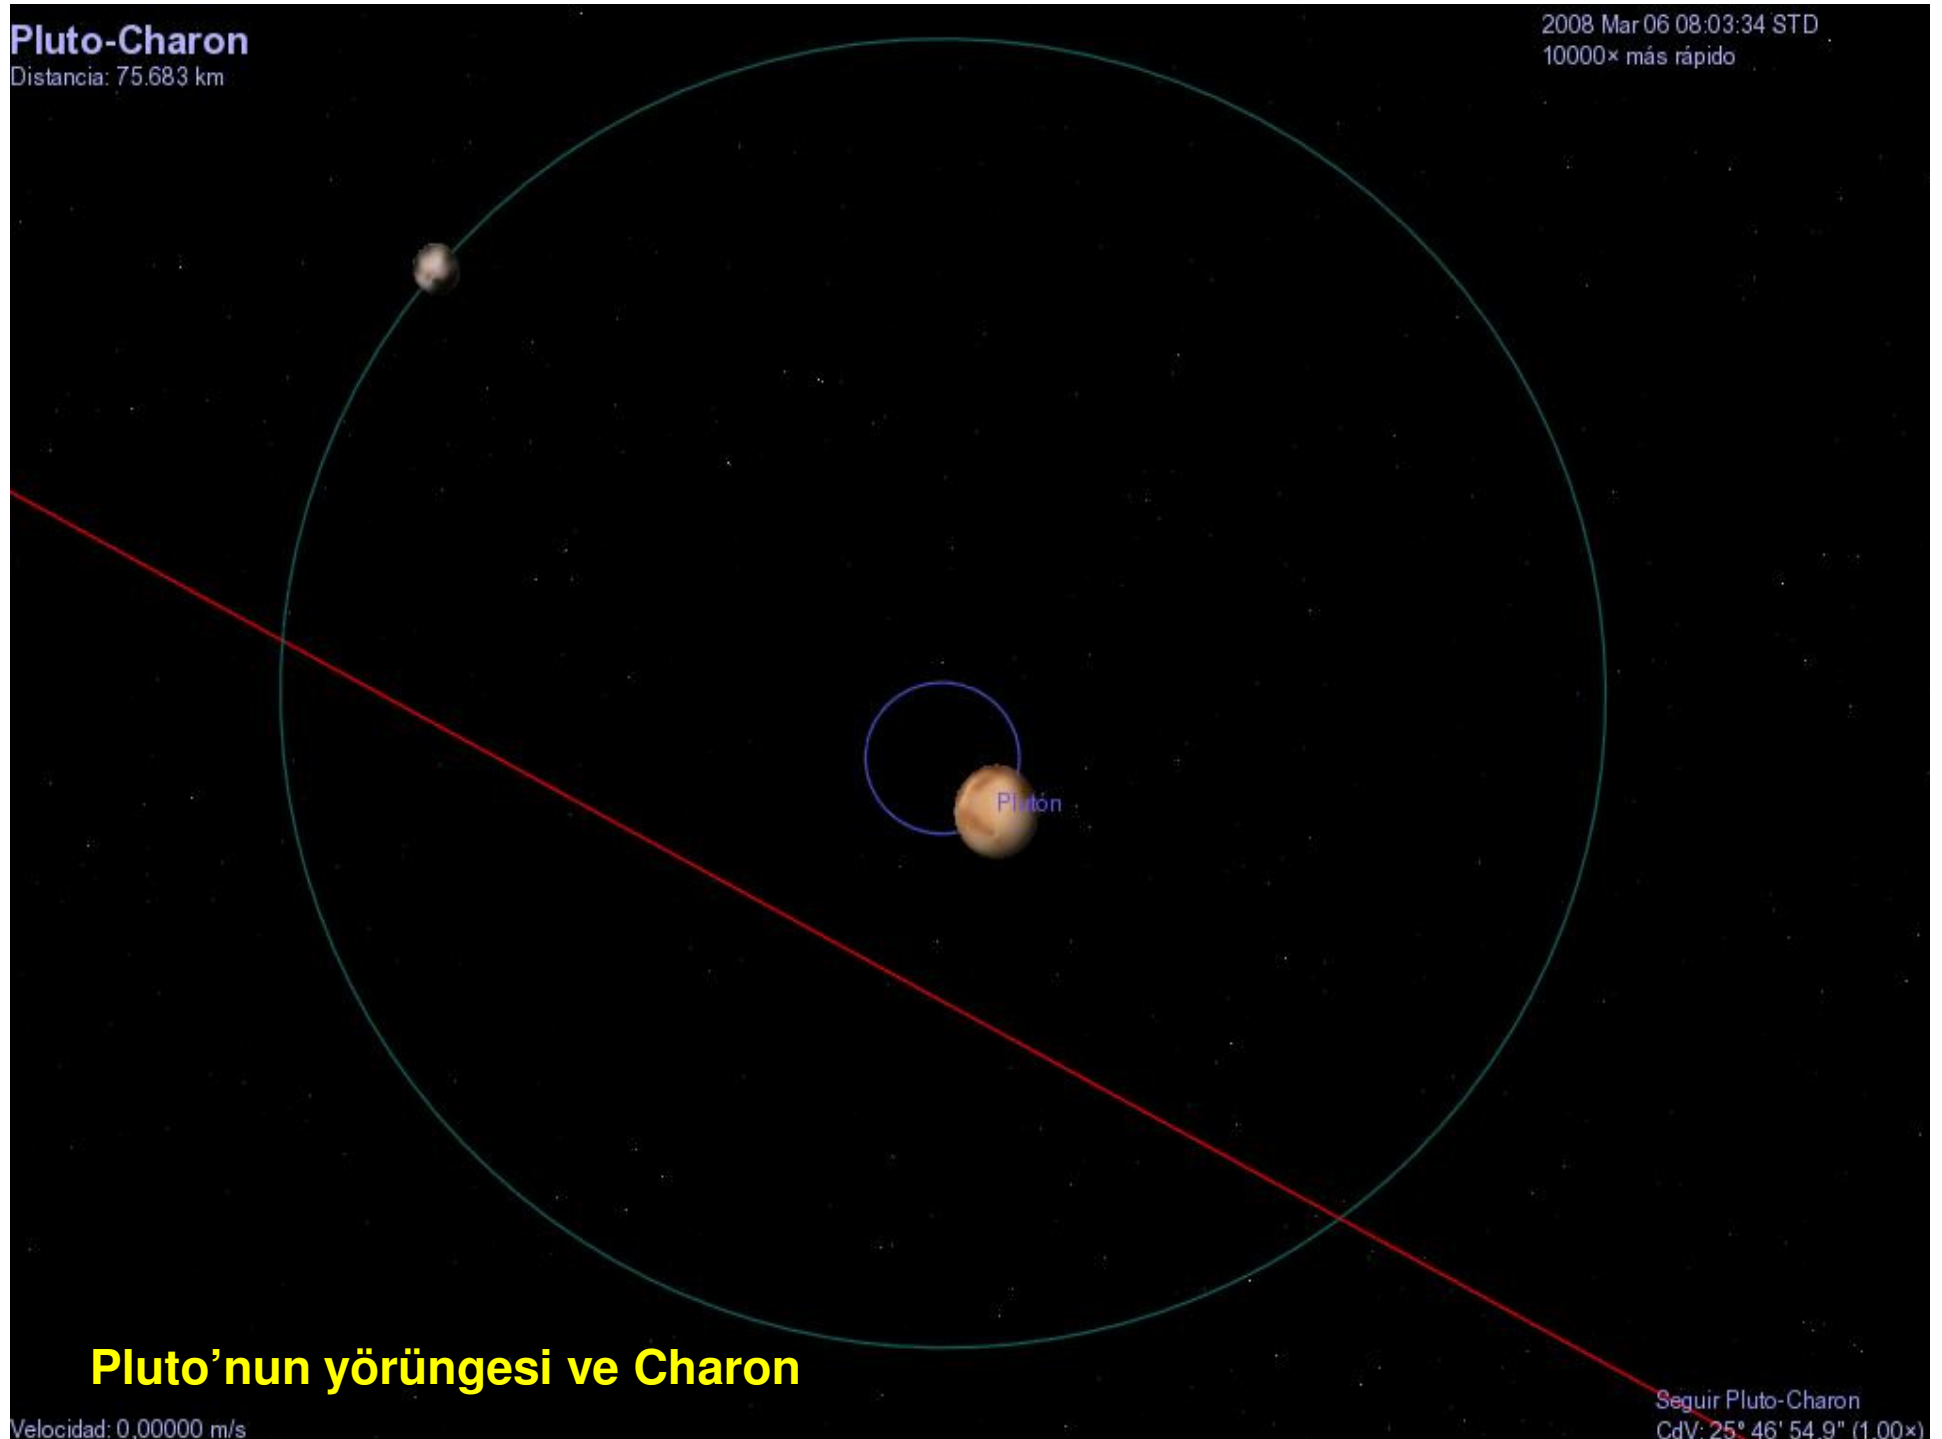 Pluto-Charon
Distancia: 75.683 km
2008 Mar 06 08:03:34 STD
10000× más rápido
Plutón
Pluto’nun yörüngesi ve Charon
Velocidad: 0,00000 m/s
Seguir Pluto-Charon
CdV: 25° 46' 54,9" (1,00×)